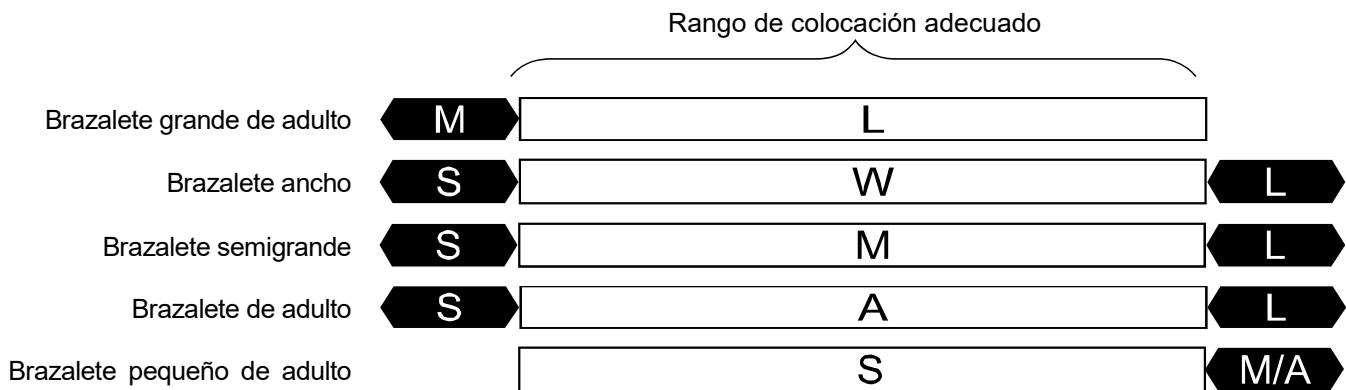 Rango de colocación adecuado
Brazalete grande de adulto M L
Brazalete ancho S W L
Brazalete semigrande S M L
Brazalete de adulto S A L
Brazalete pequeño de adulto S M/A